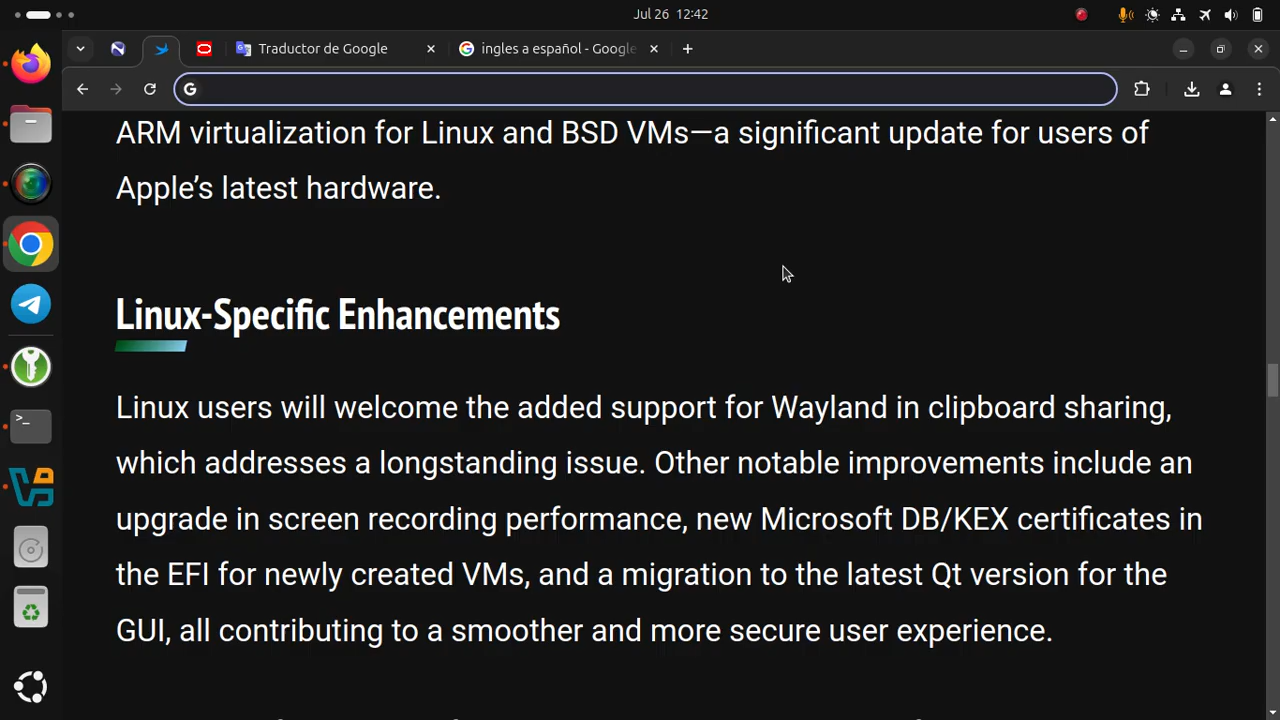 Jul 26 12:42
Traductor de Google
ingles a español - Google
ARM virtualization for Linux and BSD VMs—a significant update for users of
Apple’s latest hardware.
Linux-Specific Enhancements
Linux users will welcome the added support for Wayland in clipboard sharing,
which addresses a longstanding issue. Other notable improvements include an
upgrade in screen recording performance, new Microsoft DB/KEX certificates in
the EFI for newly created VMs, and a migration to the latest Qt version for the
GUI, all contributing to a smoother and more secure user experience.